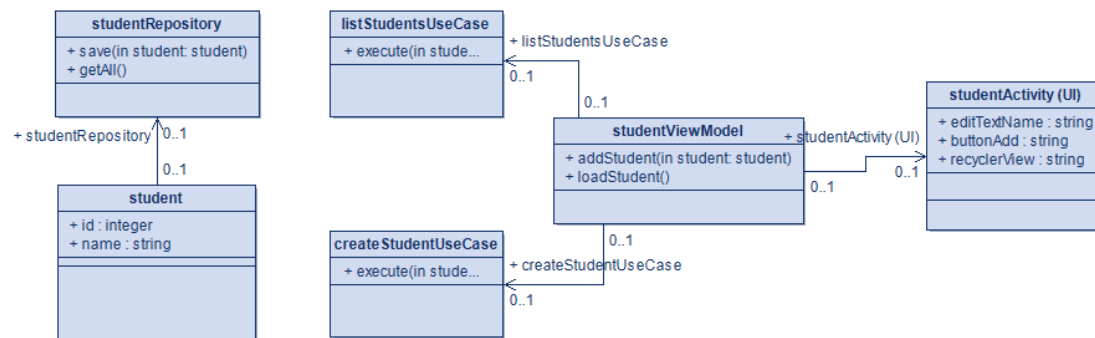 studentRepository
+ save(in student: student)
+ getAll()
+ studentRepository
0..1
0..1
student
+ id : integer
+ name : string
listStudentsUseCase
+ execute(in stude...
+ listStudentsUseCase
0..1
0..1
studentViewModel
+ addStudent(in student: student)
+ loadStudent()
0..1
+ createStudentUseCase
0..1
createStudentUseCase
+ execute(in stude...
+ studentActivity (UI)
0..1
0..1
studentActivity (UI)
+ editTextName : string
+ buttonAdd : string
+ recyclerView : string